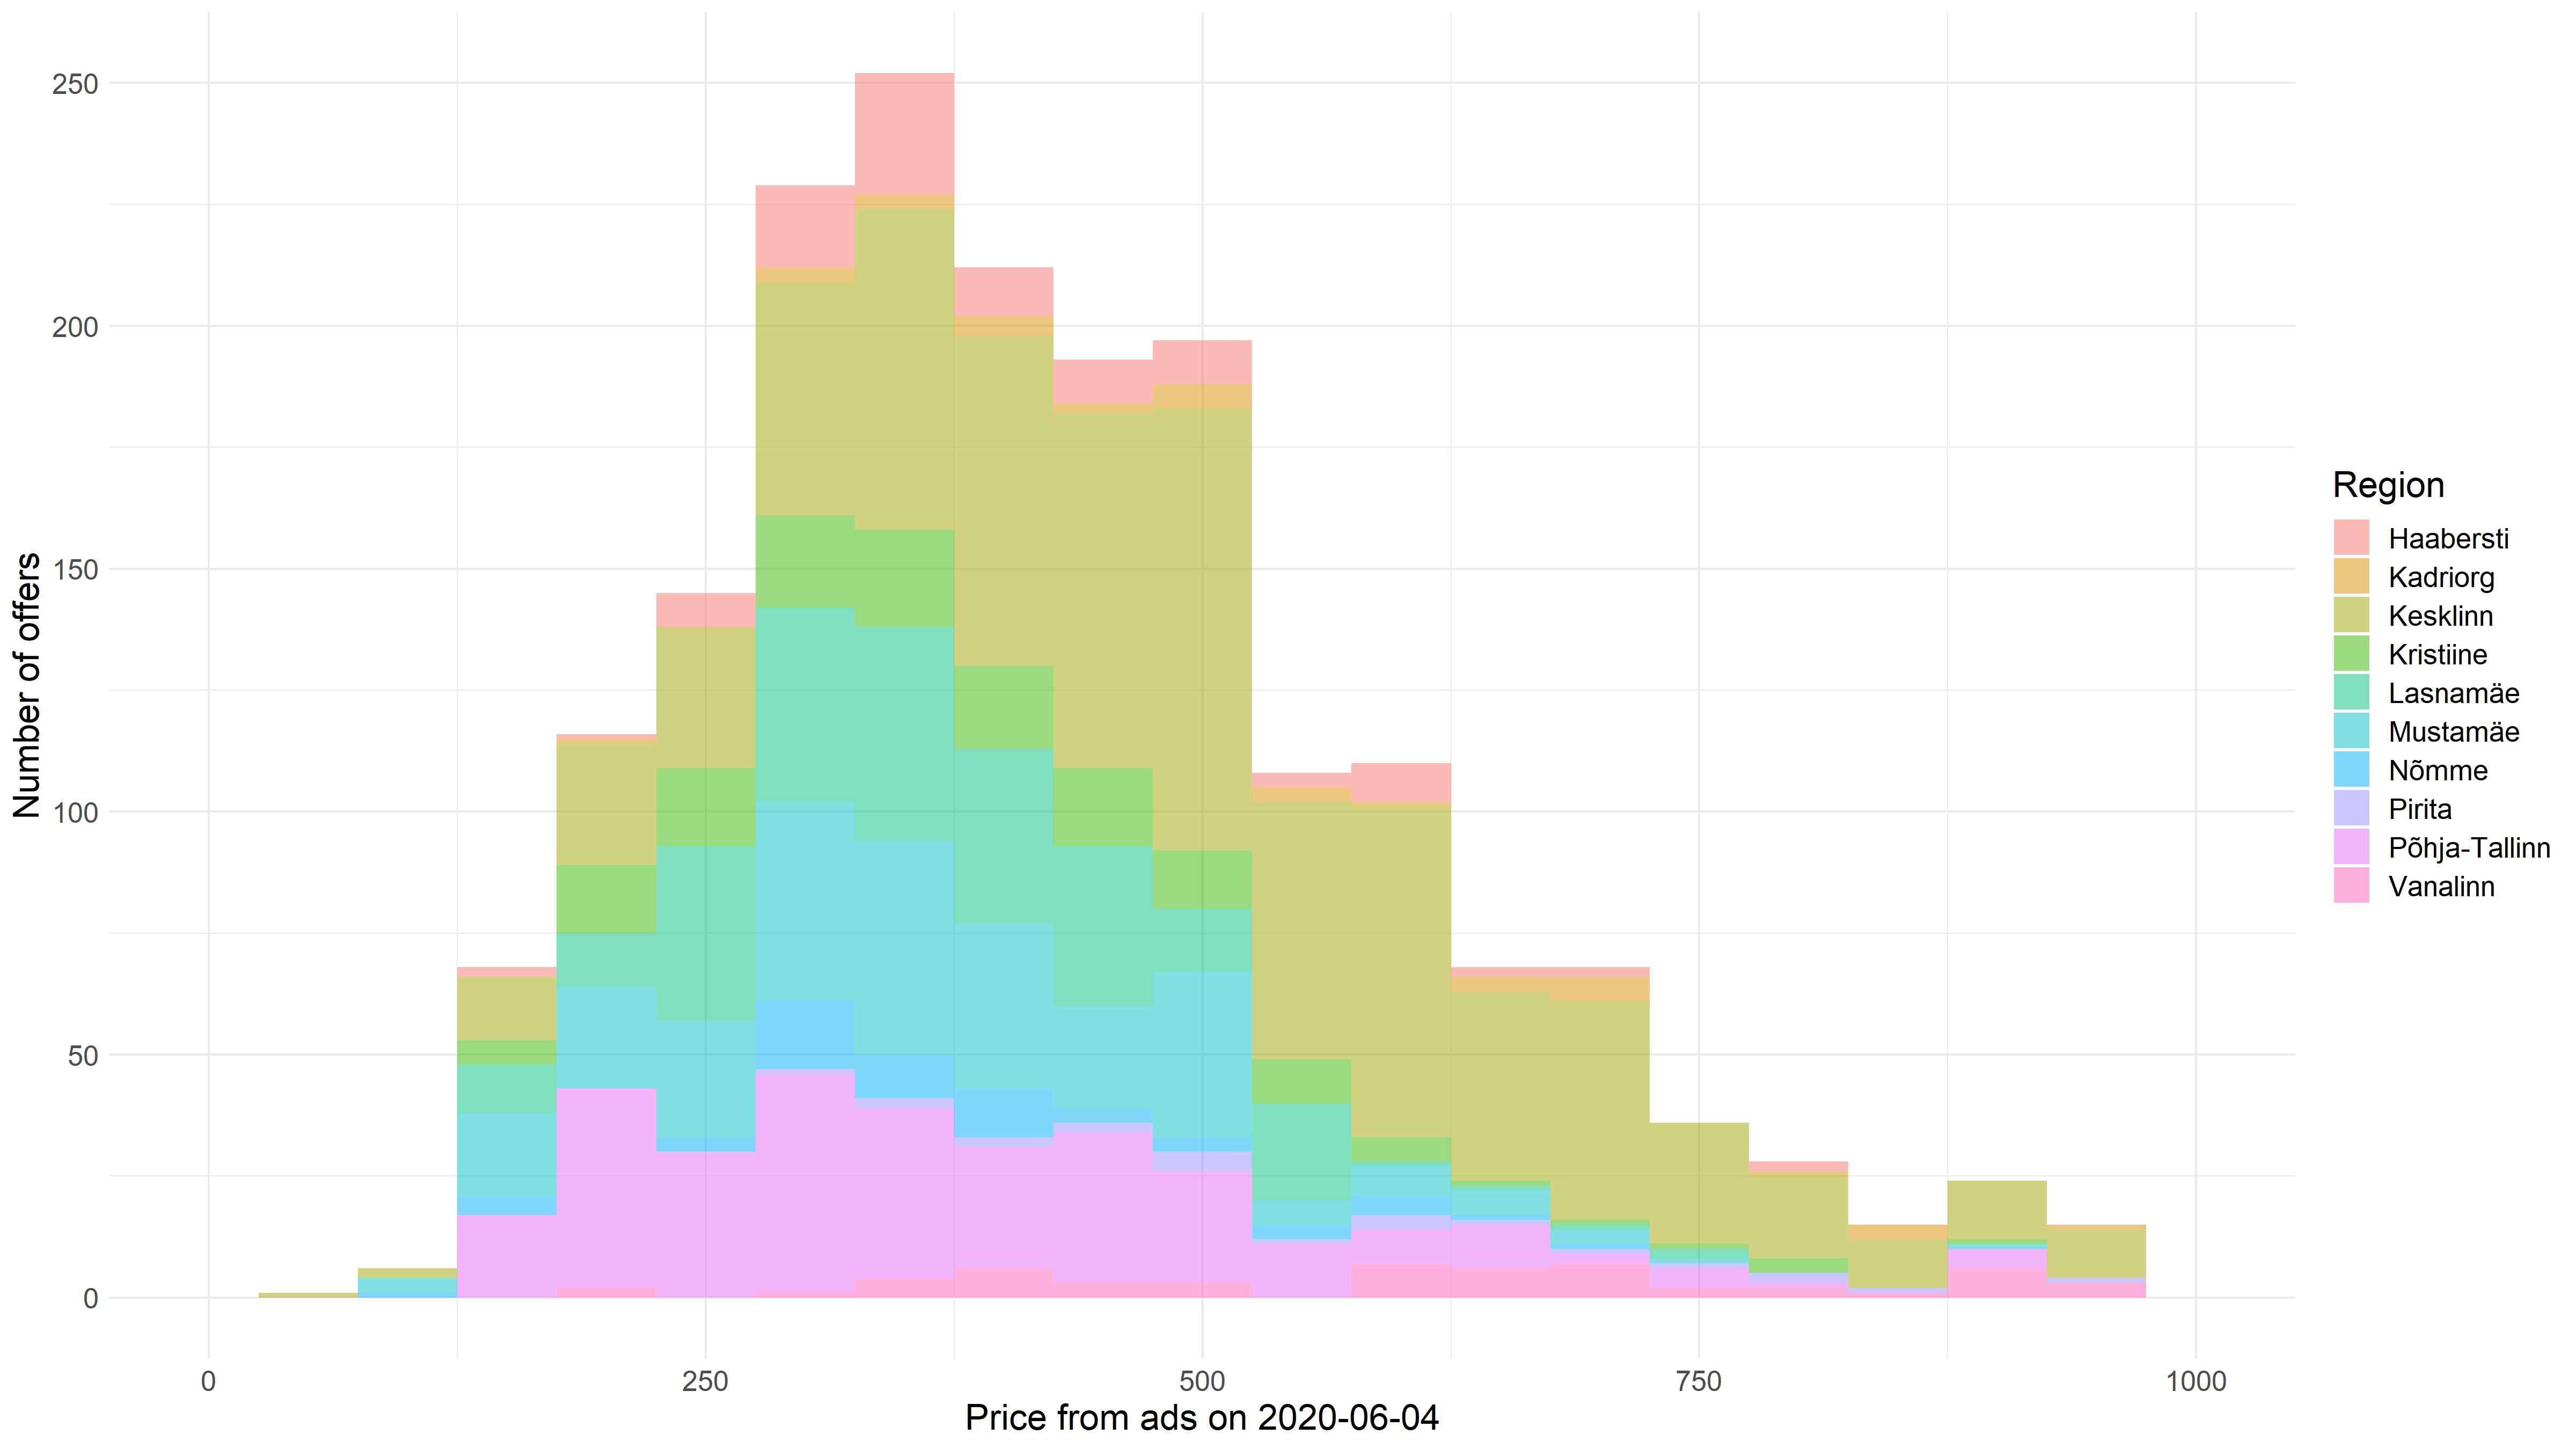 250
200
150
100
50
0
Number of offers
0 250 500 750 1000
Price from ads on 2020-06-04
Region
Haabersti
Kadriorg
Kesklinn
Kristiine
Lasnamäe
Mustamäe
Nõmme
Pirita
Põhja-Tallinn
Vanalinn